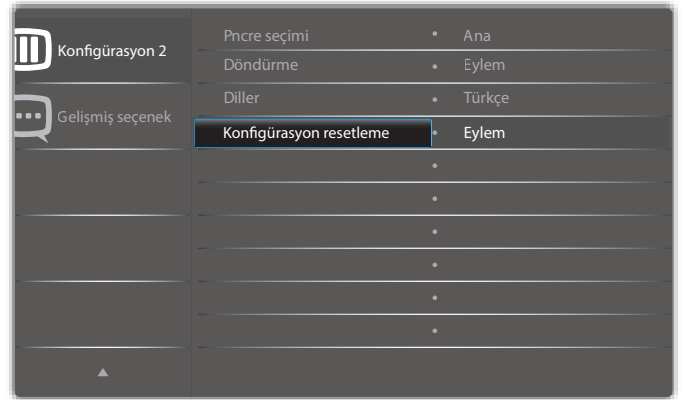 Konfigürasyon 2
Gelişmiş seçenek
Pncre seçimi Ana
Döndürme Eylem
Diller Türkçe
Konfigürasyon resetleme Eylem